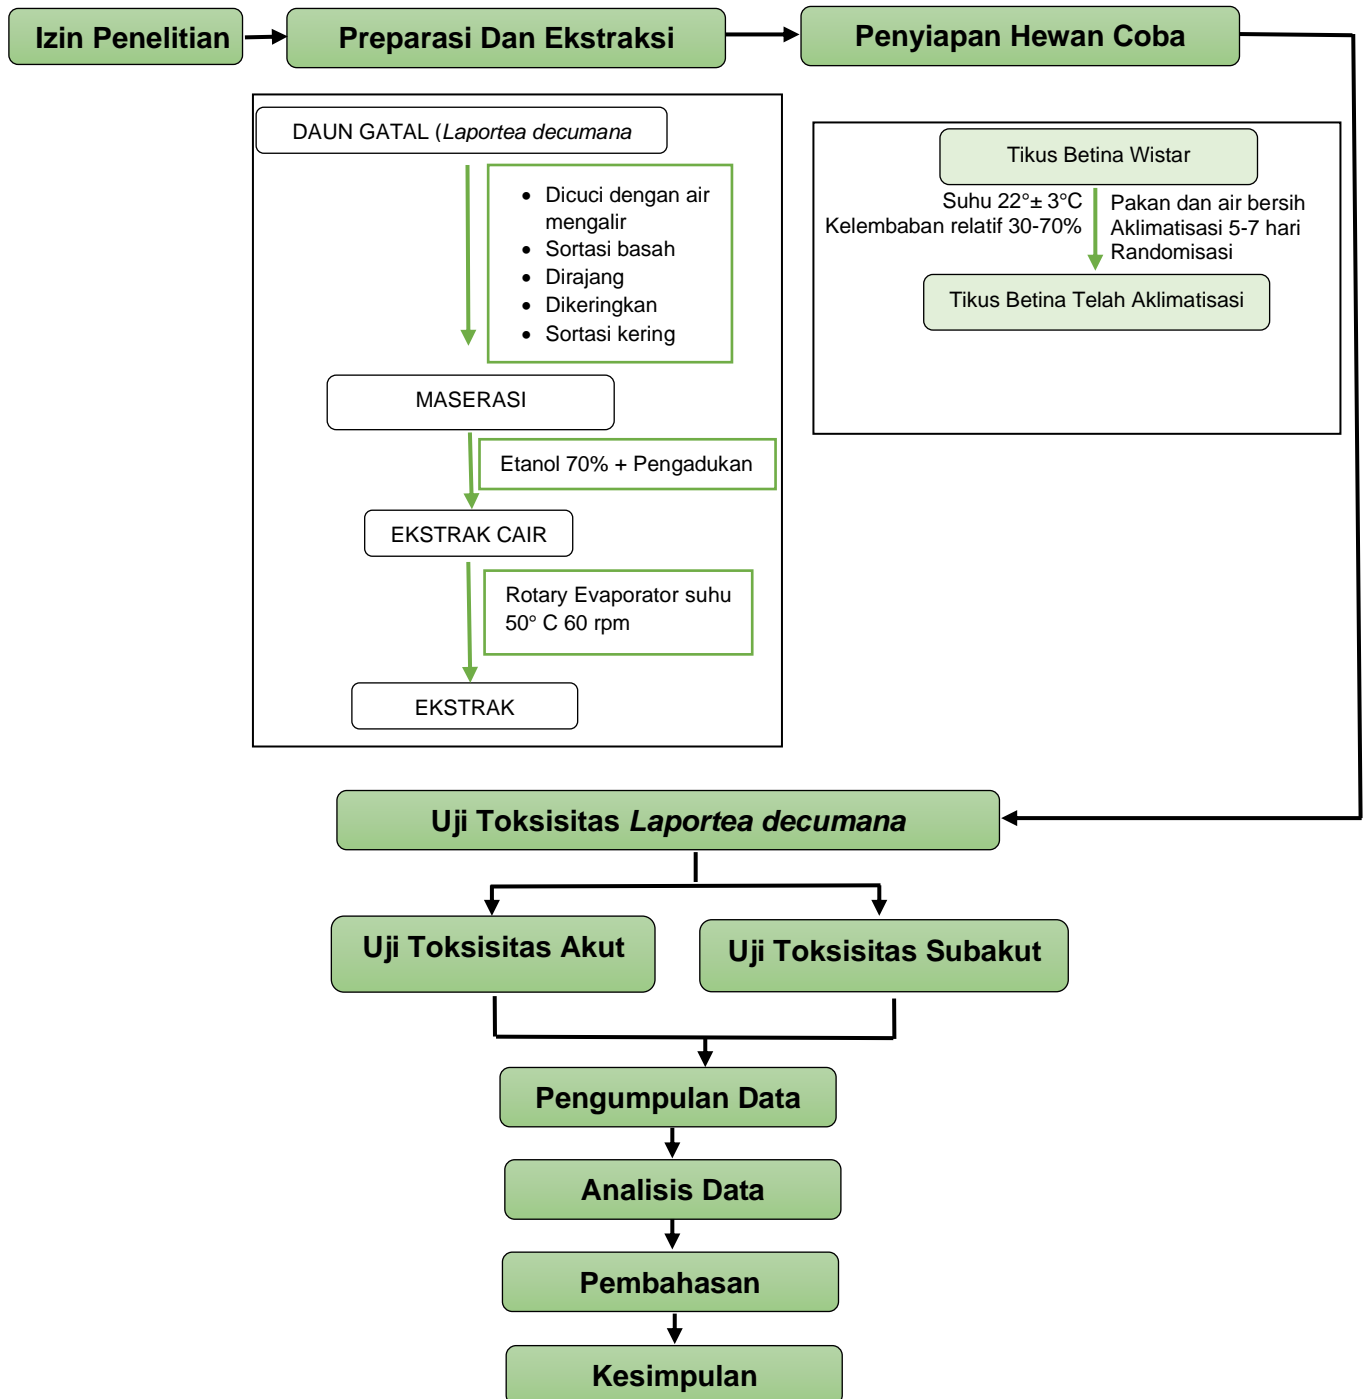 Izin Penelitian
Preparasi Dan Ekstraksi
Penyiapan Hewan Coba
DAUN GATAL (Laportea decumana
• Dicuci dengan air
mengalir
• Sortasi basah
• Dirajang
• Dikeringkan
• Sortasi kering
MASERASI
Etanol 70% + Pengadukan
EKSTRAK CAIR
Rotary Evaporator suhu
50° C 60 rpm
EKSTRAK
Tikus Betina Wistar
Suhu 22°± 3°C
Kelembaban relatif 30-70%
Pakan dan air bersih
Aklimatisasi 5-7 hari
Randomisasi
Tikus Betina Telah Aklimatisasi
Uji Toksisitas Laportea decumana
Uji Toksisitas Akut
Uji Toksisitas Subakut
Pengumpulan Data
Analisis Data
Pembahasan
Kesimpulan